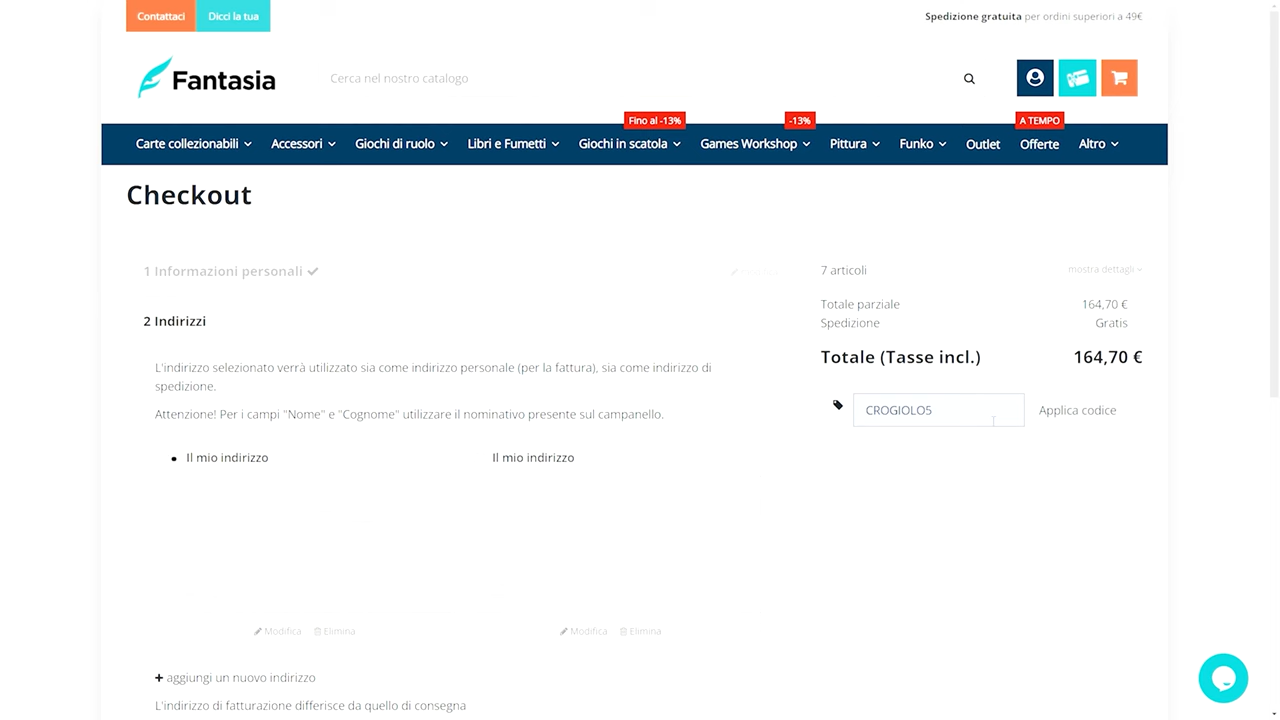 Contattaci Dicci la tua Spedizione gratuita per ordini superiori a 49€
Fantasia Cerca nel nostro catalogo
Fino al -13% -13% A TEMPO
Carte collezionabili Accessori Giochi di ruolo Libri e Fumetti Giochi in scatola Games Workshop Pittura Funko Outlet Offerte Altro
Checkout
1 Informazioni personali
7 articoli mostra dettagli
Totale parziale 164,70 €
2 Indirizzi
Spedizione Gratis
Totale (Tasse incl.) 164,70 €
L'indirizzo selezionato verrà utilizzato sia come indirizzo personale (per la fattura), sia come indirizzo di
spedizione.
Attenzione! Per i campi "Nome" e "Cognome" utilizzare il nominativo presente sul campanello.
CROGIOLO5 Applica codice
Il mio indirizzo Il mio indirizzo
Modifica Elimina Modifica Elimina
+ aggiungi un nuovo indirizzo
L'indirizzo di fatturazione differisce da quello di consegna